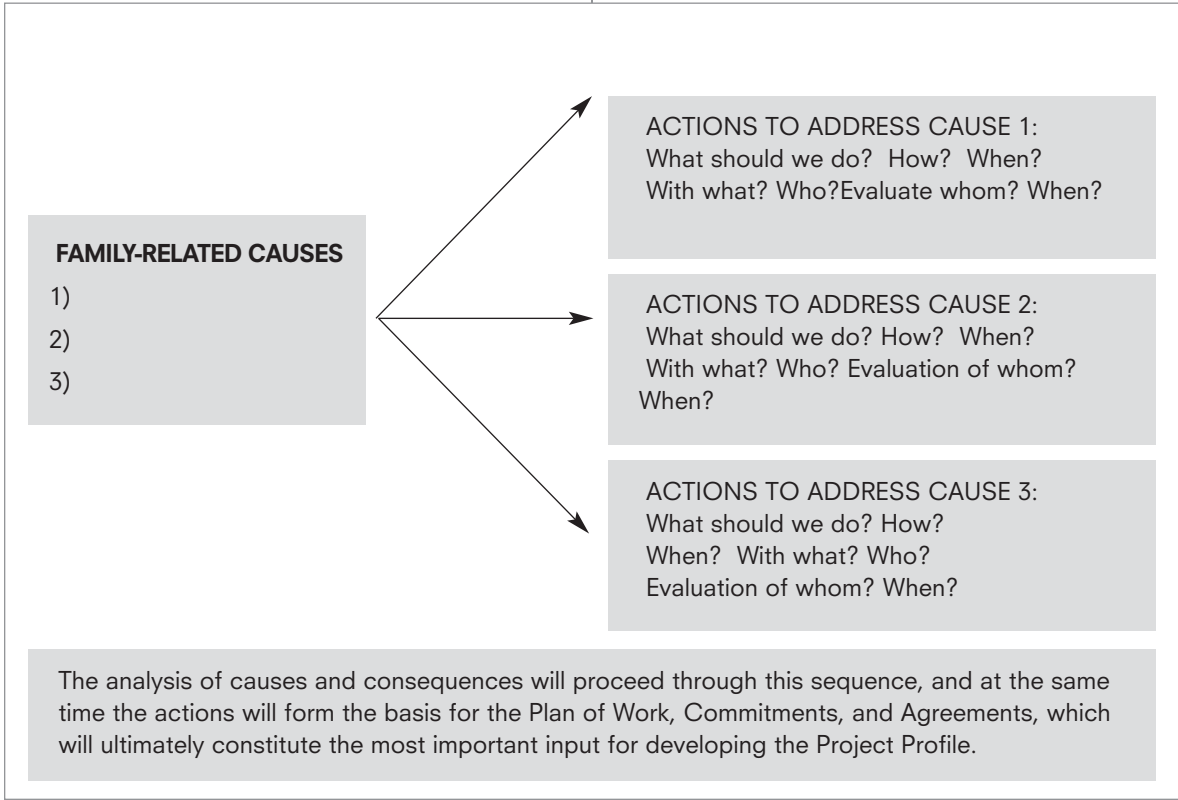 FAMILY-RELATED CAUSES
1)
2)
3)
ACTIONS TO ADDRESS CAUSE 1:
What should we do? How? When?
With what? Who?Evaluate whom? When?
ACTIONS TO ADDRESS CAUSE 2:
What should we do? How? When?
With what? Who? Evaluation of whom?
When?
ACTIONS TO ADDRESS CAUSE 3:
What should we do? How?
When? With what? Who?
Evaluation of whom? When?
The analysis of causes and consequences will proceed through this sequence, and at the same
time the actions will form the basis for the Plan of Work, Commitments, and Agreements, which
will ultimately constitute the most important input for developing the Project Profile.